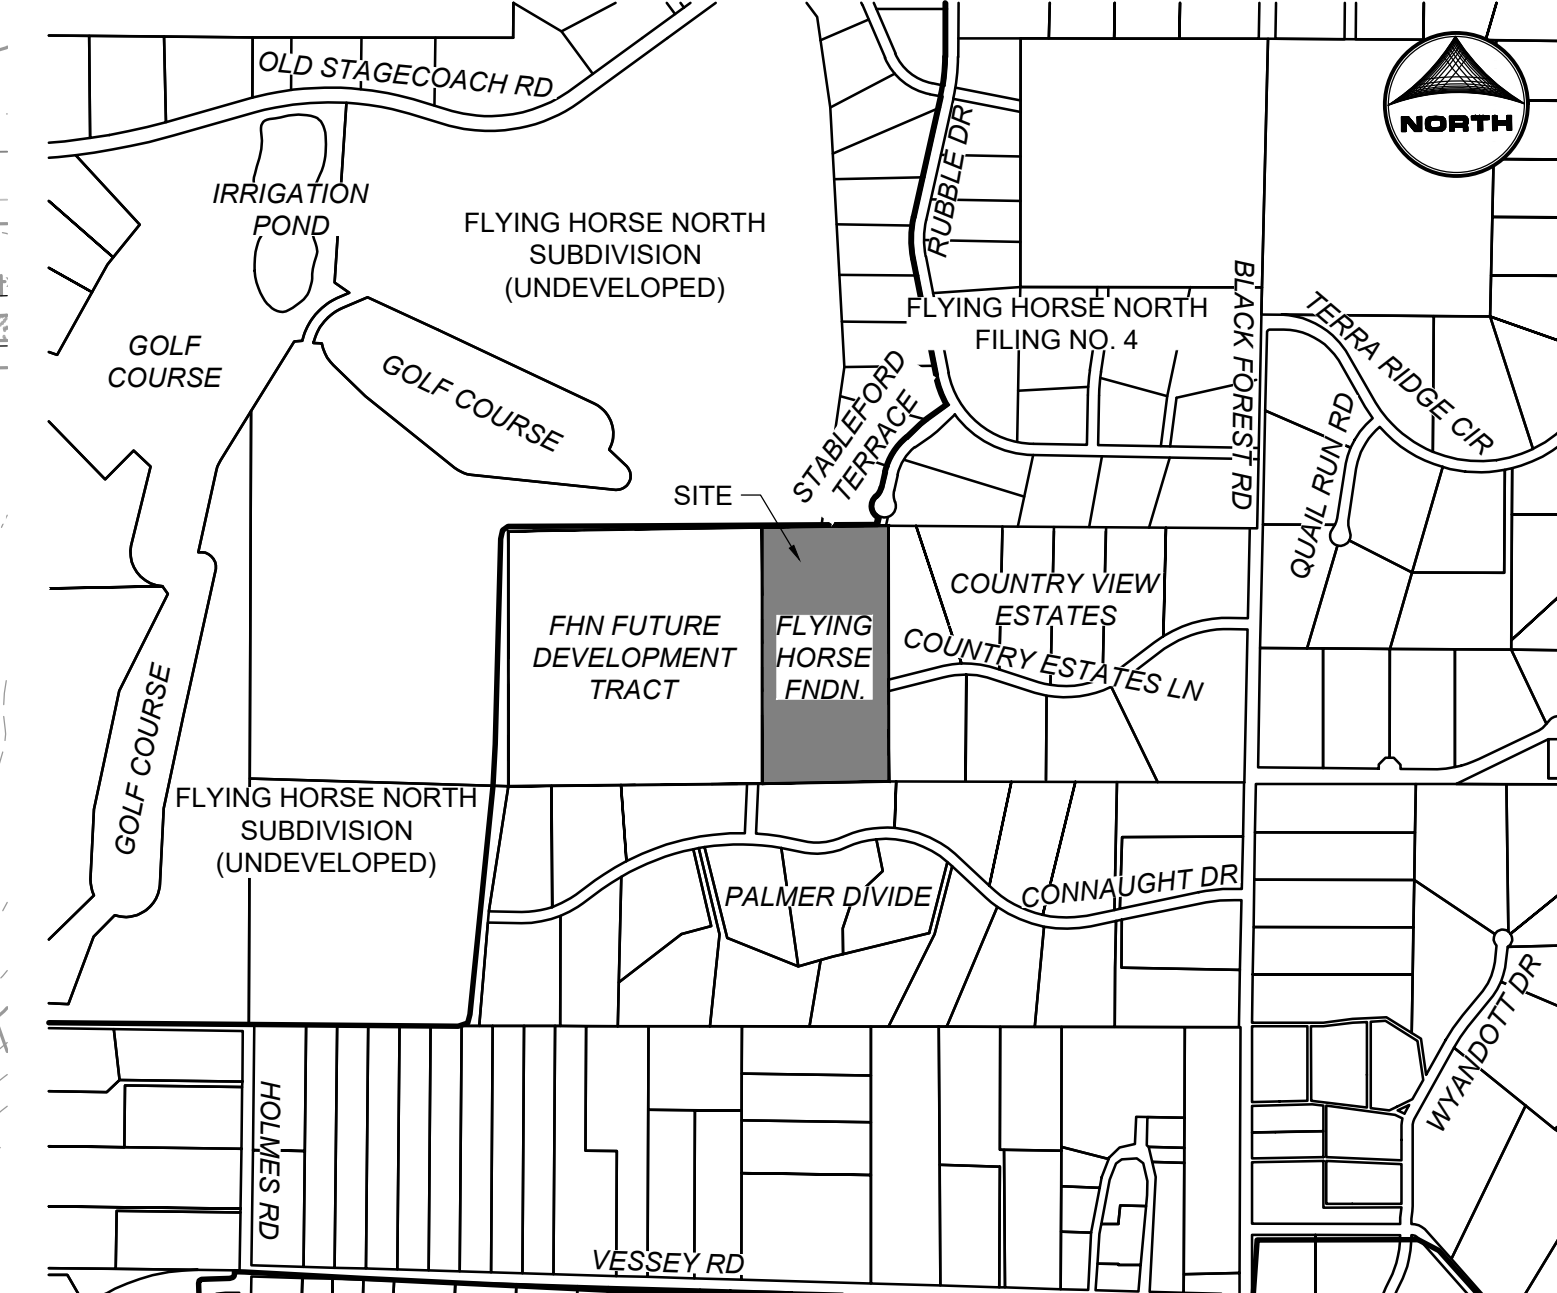 OLD STAGECOACH RD
NORTH
IRRIGATION
POND
FLYING HORSE NORTH
SUBDIVISION
(UNDEVELOPED)
RUBBLE DR
FLYING HORSE NORTH
FILING NO. 4
BLACK FOREST RD
TERRA RIDGE CIR
GOLF
COURSE
GOLF COURSE
STABLEFORD
TERRACE
QUAIL RUN RD
SITE
FHN FUTURE
DEVELOPMENT
TRACT
FLYING
HORSE
FNDN.
COUNTRY VIEW
ESTATES
COUNTRY ESTATES LN
GOLF COURSE
FLYING HORSE NORTH
SUBDIVISION
(UNDEVELOPED)
PALMER DIVIDE
CONNAUGHT DR
WYANDOTT DR
HOLMES RD
VESSEY RD